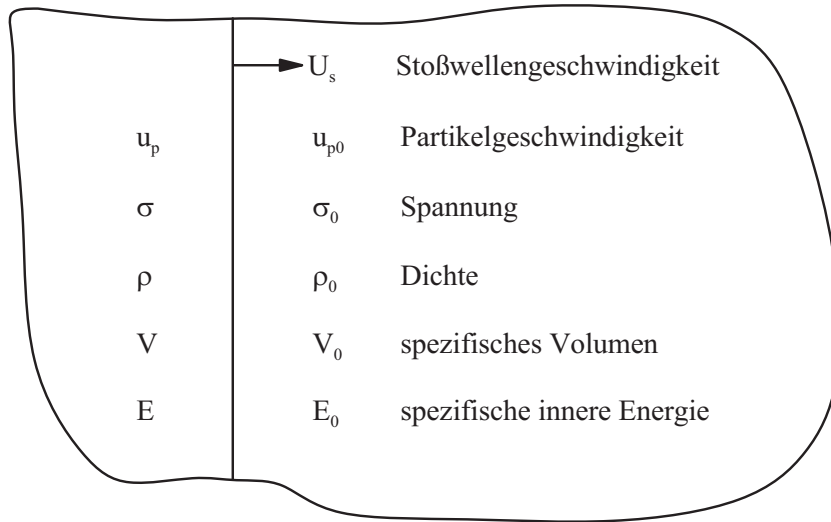 U_s Stoßwellengeschwindigkeit
u_p u_p0 Partikelgeschwindigkeit
σ σ_0 Spannung
ρ ρ_0 Dichte
V V_0 spezifisches Volumen
E E_0 spezifische innere Energie